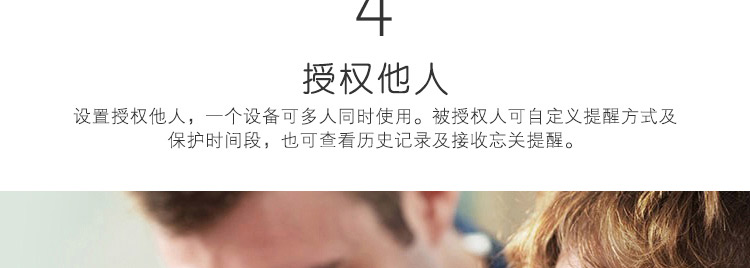 4
授权他人
设置授权他人，一个设备可多人同时使用。被授权人可自定义提醒方式及
保护时间段，也可查看历史记录及接收忘关提醒。